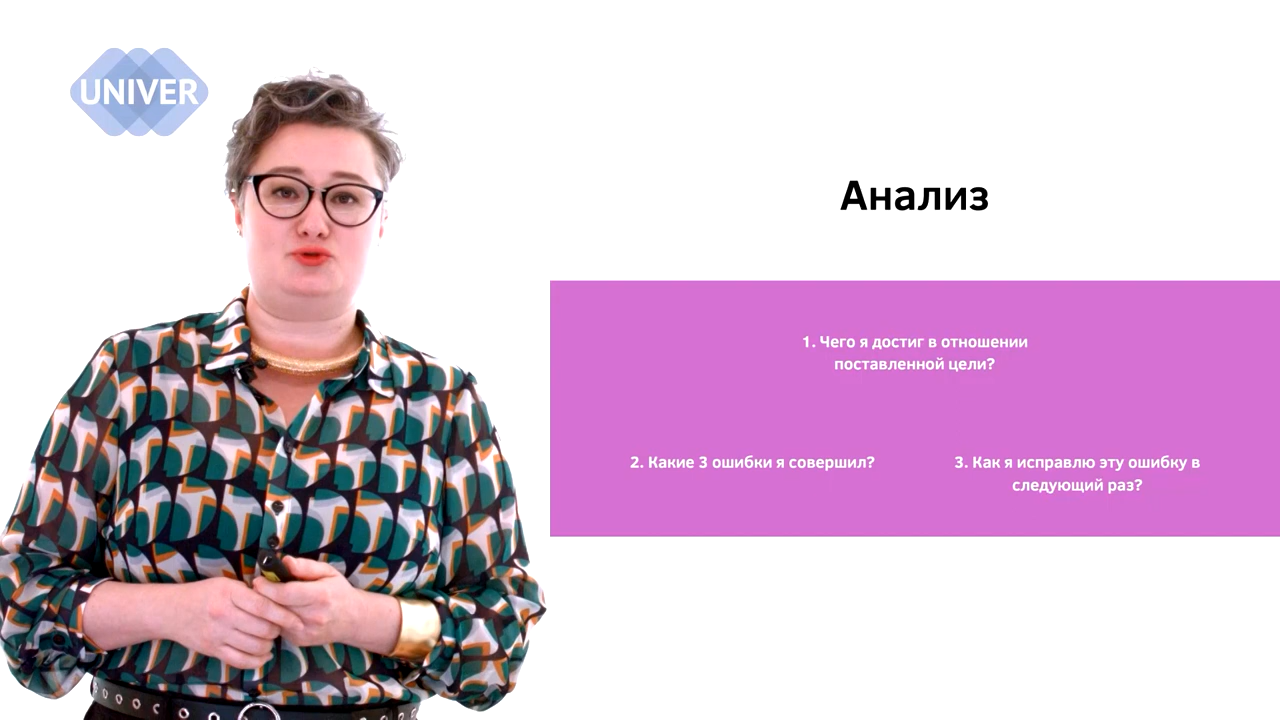 UNIVER
Анализ
1. Чего я достиг в отношении
поставленной цели?
2. Какие 3 ошибки я совершил?
3. Как я исправлю эту ошибку в
следующий раз?